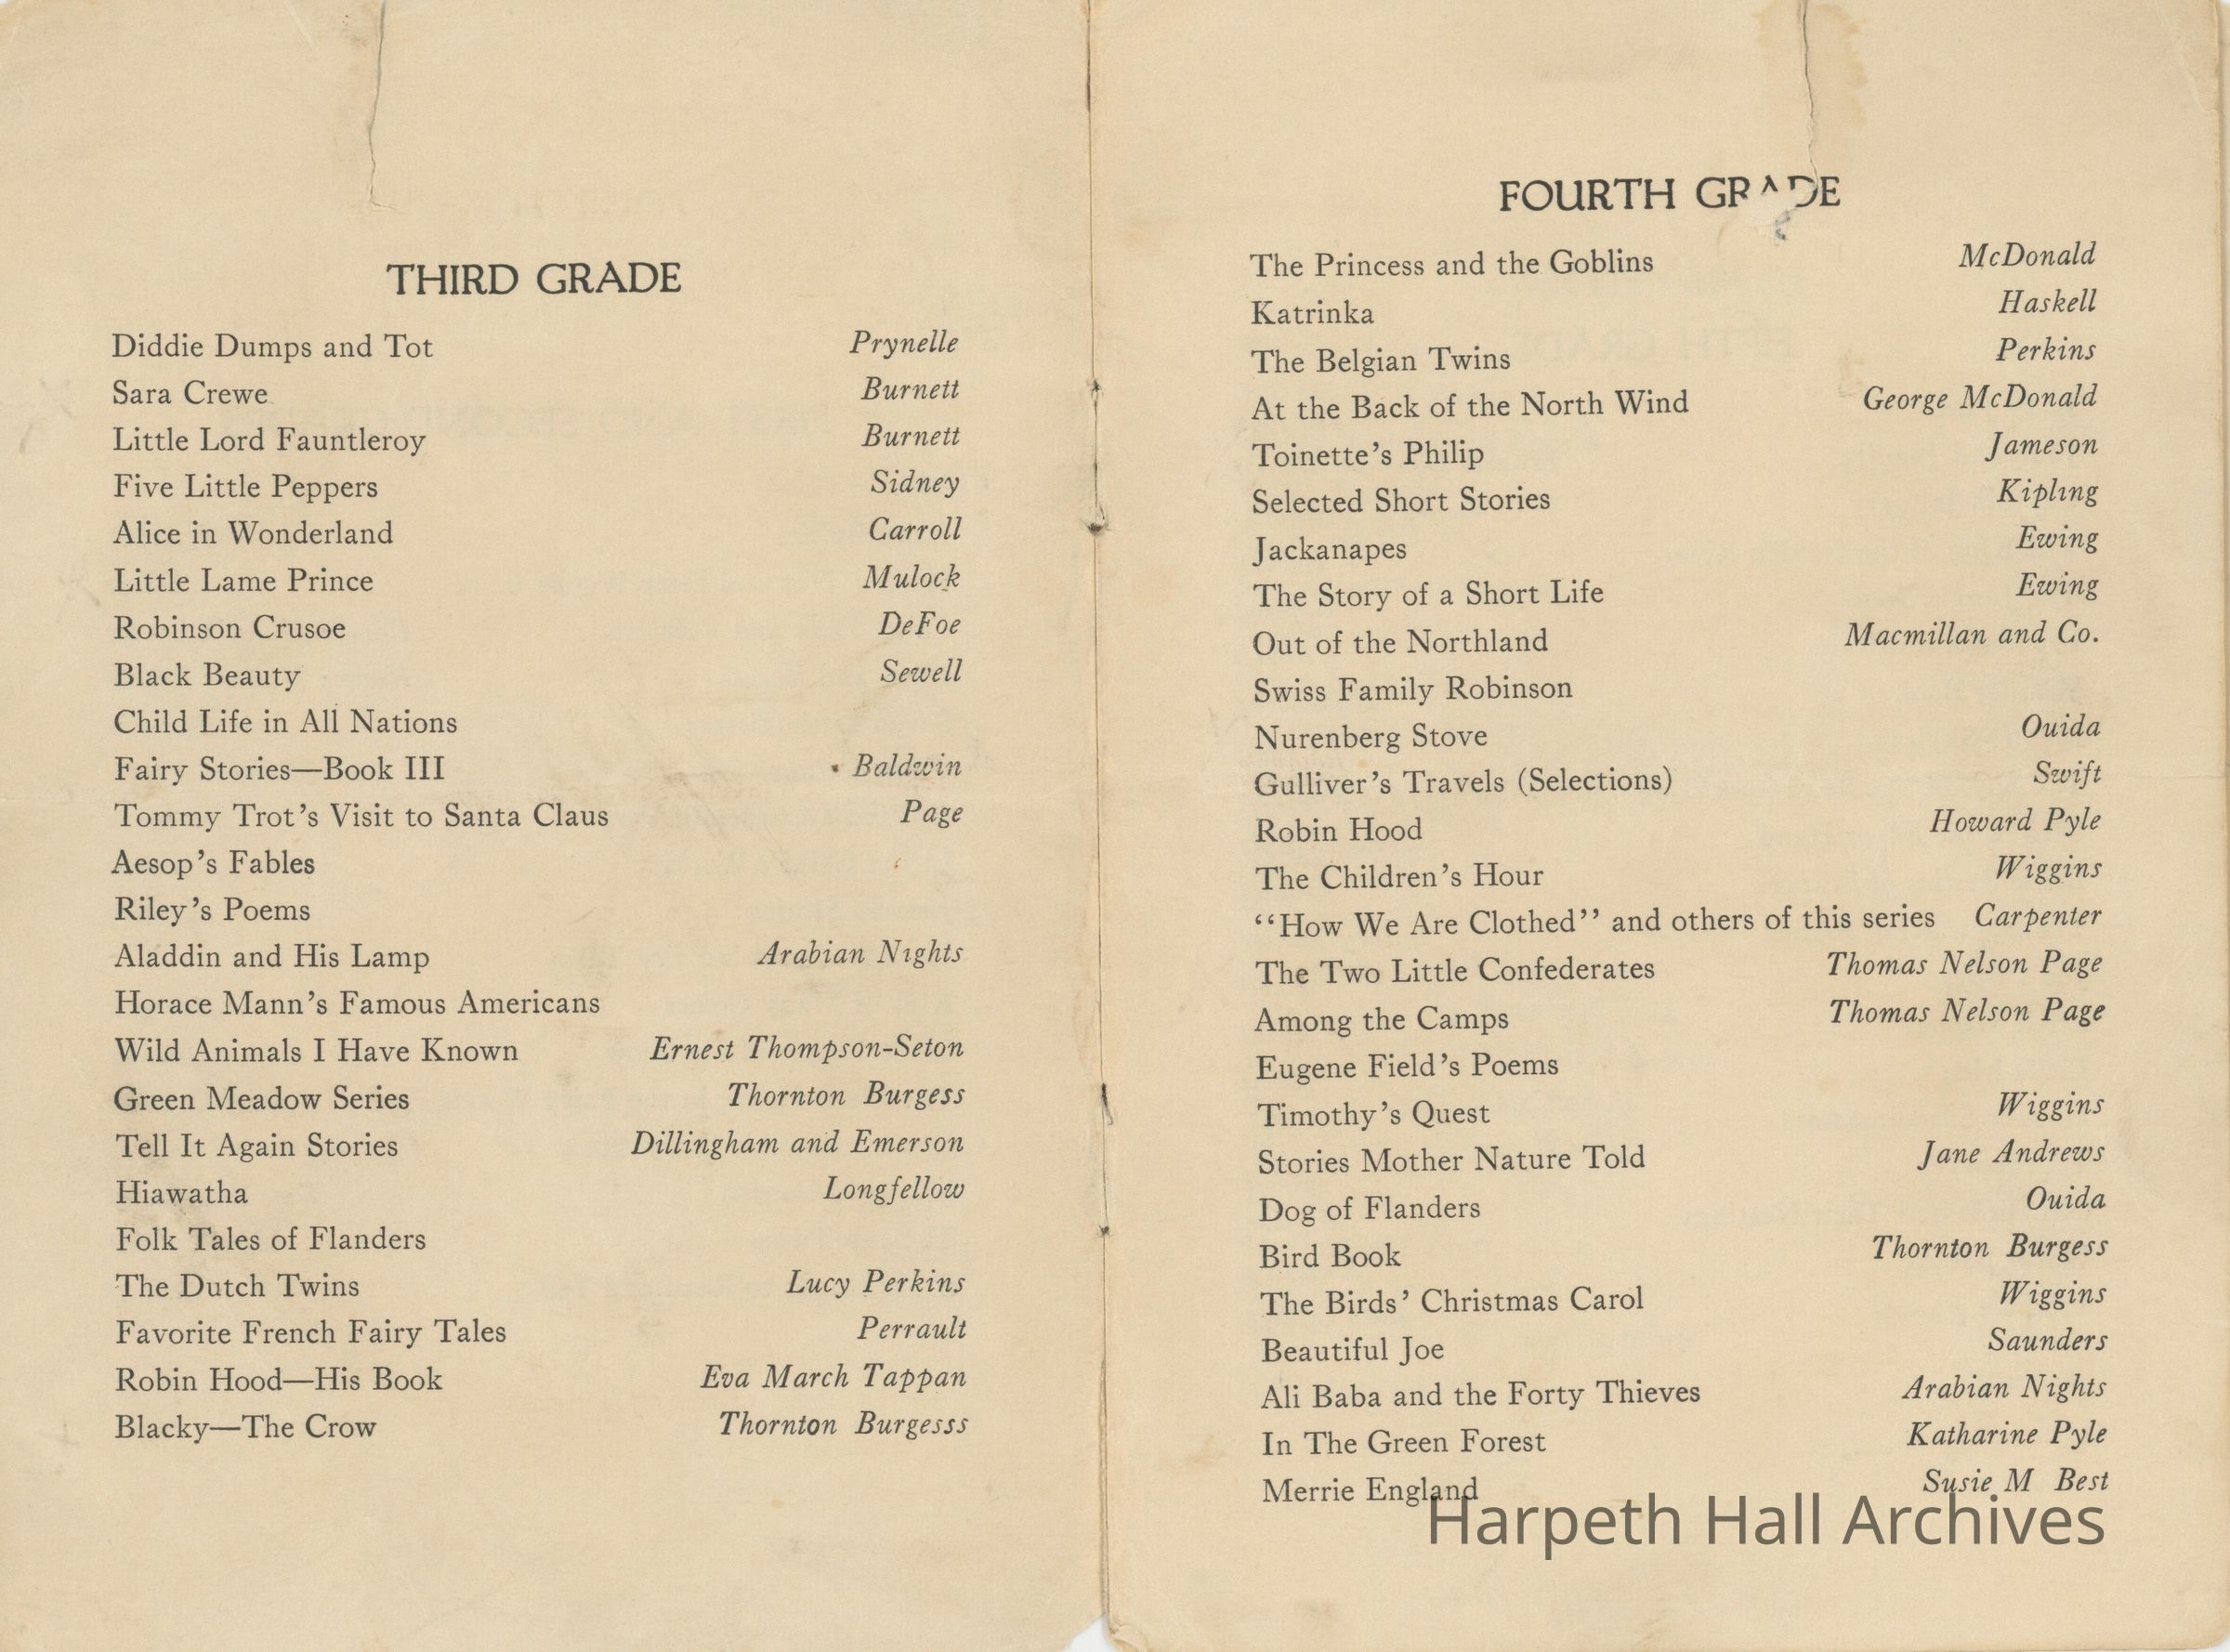 THIRD GRADE
Diddie Dumps and Tot Prynelle
Sara Crewe Burnett
Little Lord Fauntleroy Burnett
Five Little Peppers Sidney
Alice in Wonderland Carroll
Little Lame Prince Mulock
Robinson Crusoe DeFoe
Black Beauty Sewell
Child Life in All Nations
Fairy Stories—Book III Baldwin
Tommy Trot's Visit to Santa Claus Page
Aesop's Fables
Riley's Poems
Aladdin and His Lamp Arabian Nights
Horace Mann's Famous Americans
Wild Animals I Have Known Ernest Thompson-Seton
Green Meadow Series Thornton Burgess
Tell It Again Stories Dillingham and Emerson
Hiawatha Longfellow
Folk Tales of Flanders
The Dutch Twins Lucy Perkins
Favorite French Fairy Tales Perrault
Robin Hood—His Book Eva March Tappan
Blacky—The Crow Thornton Burgesss
FOURTH GRADE
The Princess and the Goblins McDonald
Katrinka Haskell
The Belgian Twins Perkins
At the Back of the North Wind George McDonald
Toinette's Philip Jameson
Selected Short Stories Kipling
Jackanapes Ewing
The Story of a Short Life Ewing
Out of the Northland Macmillan and Co.
Swiss Family Robinson
Nurenberg Stove Ouida
Gulliver's Travels (Selections) Swift
Robin Hood Howard Pyle
The Children's Hour Wiggins
"How We Are Clothed" and others of this series Carpenter
The Two Little Confederates Thomas Nelson Page
Among the Camps Thomas Nelson Page
Eugene Field's Poems
Timothy's Quest Wiggins
Stories Mother Nature Told Jane Andrews
Dog of Flanders Ouida
Bird Book Thornton Burgess
The Birds' Christmas Carol Wiggins
Beautiful Joe Saunders
Ali Baba and the Forty Thieves Arabian Nights
In The Green Forest Katharine Pyle
Merrie England Susie M Best
Harpeth Hall Archives